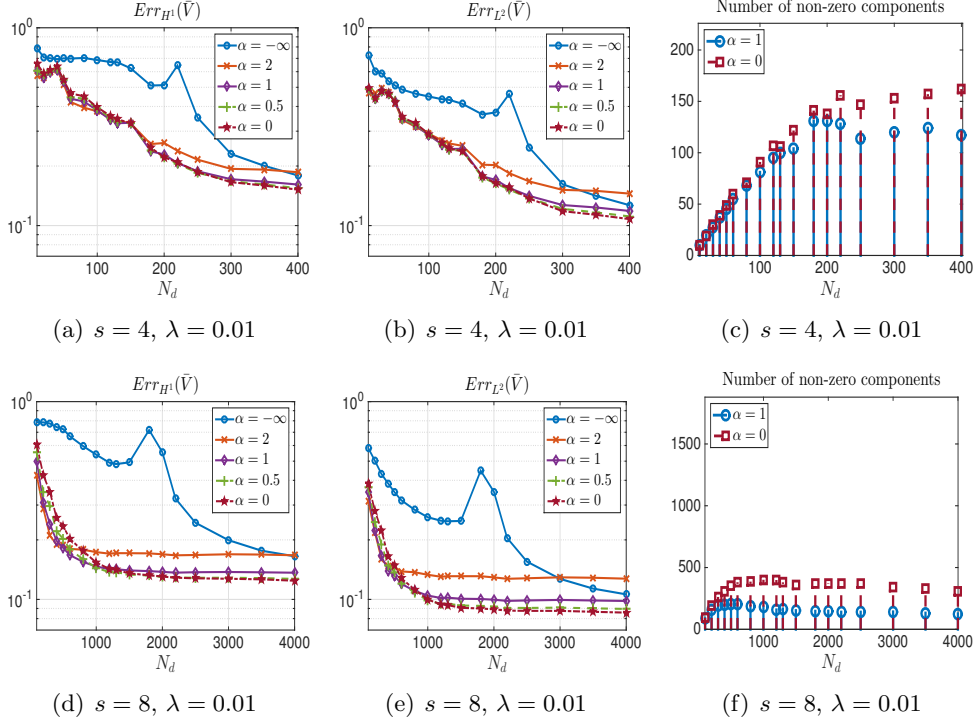 Err_{H^1}(V̄)
10^0
10^{-1}
α = −∞
α = 2
α = 1
α = 0.5
α = 0
100 200 300 400
N_d
(a) s = 4, λ = 0.01
Err_{L^2}(V̄)
10^0
10^{-1}
α = −∞
α = 2
α = 1
α = 0.5
α = 0
100 200 300 400
N_d
(b) s = 4, λ = 0.01
Number of non-zero components
200
150
100
50
0
α = 1
α = 0
0 100 200 300 400
N_d
(c) s = 4, λ = 0.01
Err_{H^1}(V̄)
10^0
10^{-1}
α = −∞
α = 2
α = 1
α = 0.5
α = 0
1000 2000 3000 4000
N_d
(d) s = 8, λ = 0.01
Err_{L^2}(V̄)
10^0
10^{-1}
α = −∞
α = 2
α = 1
α = 0.5
α = 0
1000 2000 3000 4000
N_d
(e) s = 8, λ = 0.01
Number of non-zero components
1500
1000
500
0
α = 1
α = 0
0 1000 2000 3000 4000
N_d
(f) s = 8, λ = 0.01